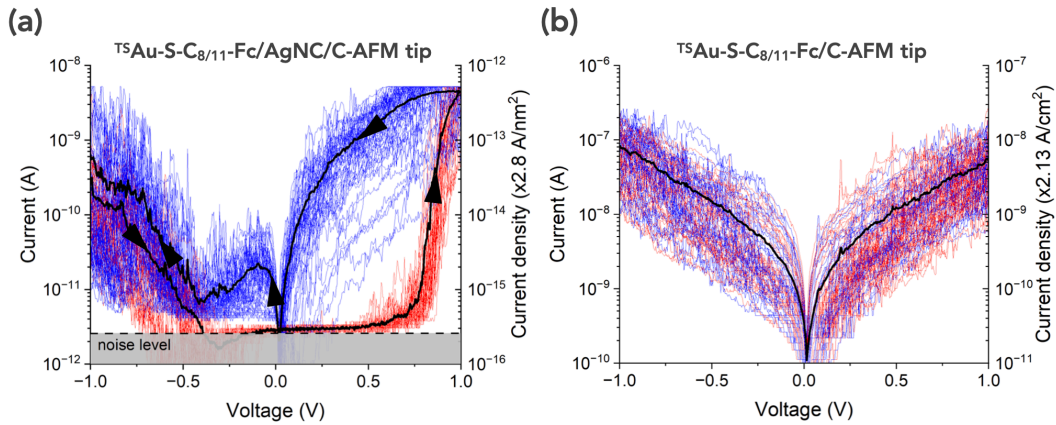 (a)
ᵀˢAu-S-C₈/₁₁-Fc/AgNC/C-AFM tip
10⁻⁸
10⁻⁹
10⁻¹⁰
10⁻¹¹
10⁻¹²
Current (A)
10⁻¹²
10⁻¹³
10⁻¹⁴
10⁻¹⁵
10⁻¹⁶
Current density (x2.8 A/nm²)
noise level
−1.0 −0.5 0.0 0.5 1.0
Voltage (V)
(b)
ᵀˢAu-S-C₈/₁₁-Fc/C-AFM tip
10⁻⁶
10⁻⁷
10⁻⁸
10⁻⁹
10⁻¹⁰
Current (A)
10⁻⁷
10⁻⁸
10⁻⁹
10⁻¹⁰
10⁻¹¹
Current density (x2.13 A/cm²)
−1.0 −0.5 0.0 0.5 1.0
Voltage (V)